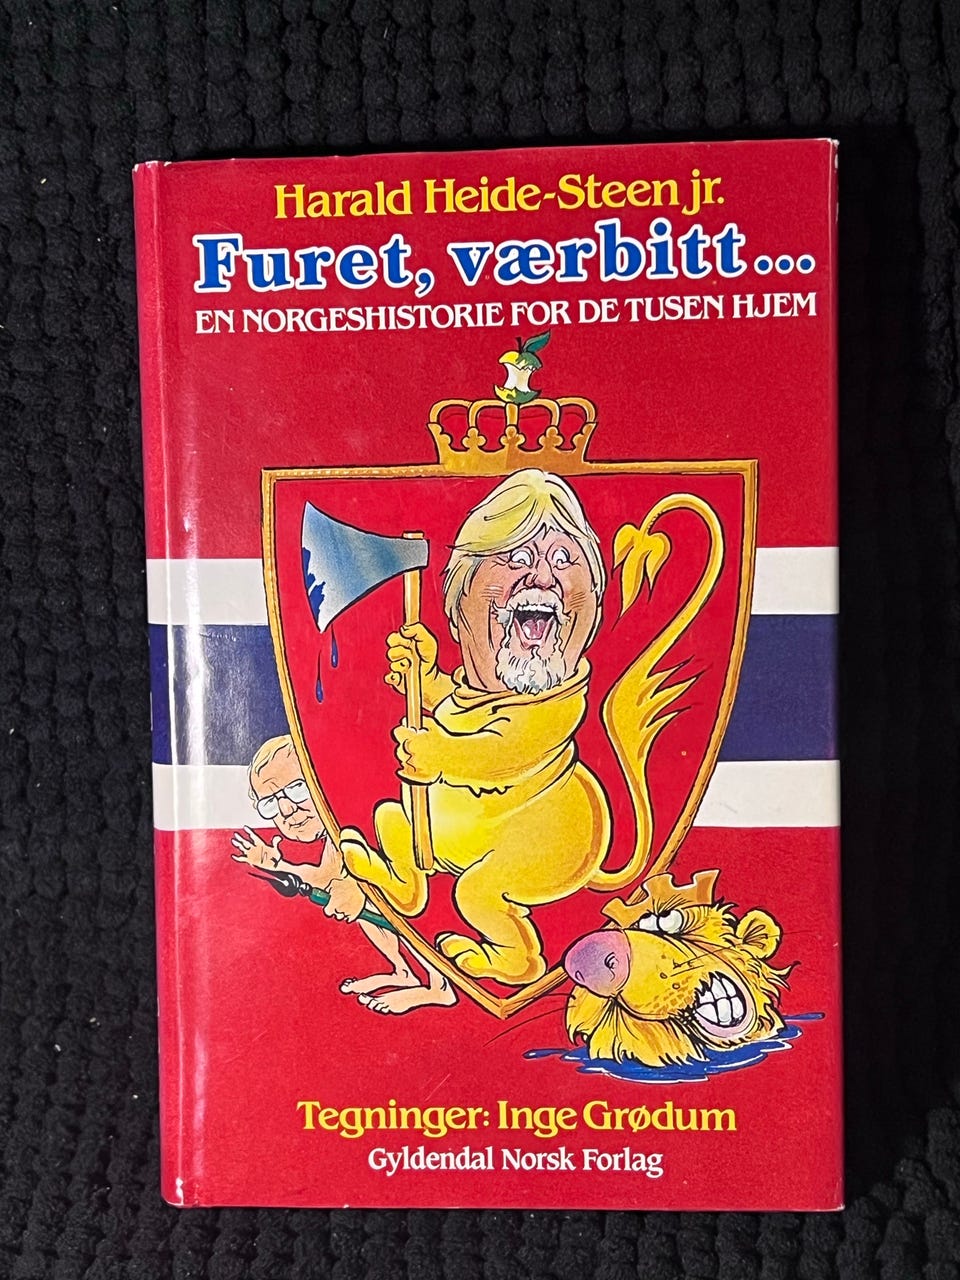 Harald Heide-Steen jr.
Furet, værbitt...
EN NORGESHISTORIE FOR DE TUSEN HJEM
Tegninger: Inge Grødum
Gyldendal Norsk Forlag